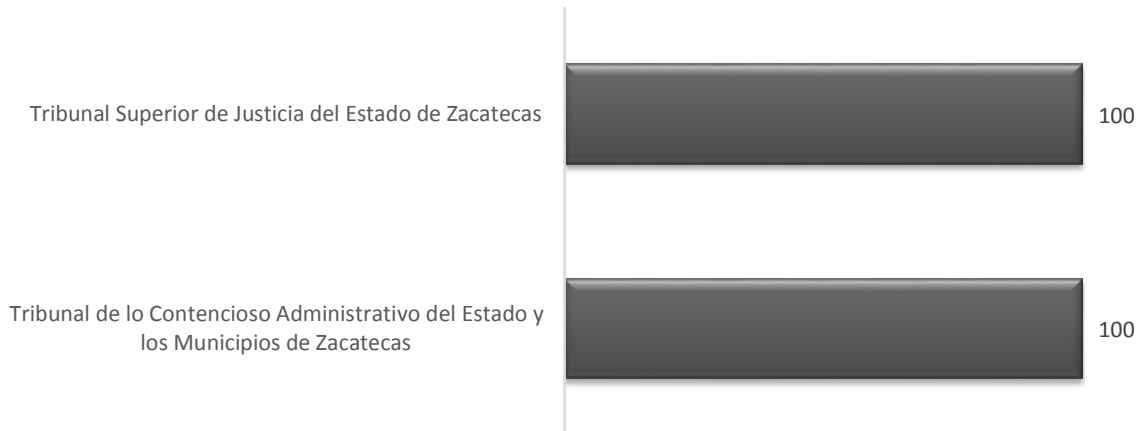 Tribunal Superior de Justicia del Estado de Zacatecas
100
Tribunal de lo Contencioso Administrativo del Estado y
los Municipios de Zacatecas
100